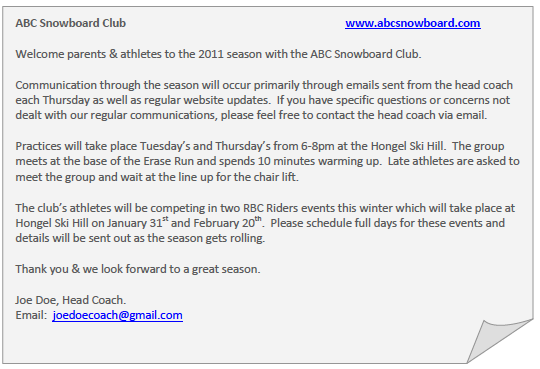 ABC Snowboard Club www.abcsnowboard.com
Welcome parents & athletes to the 2011 season with the ABC Snowboard Club.
Communication through the season will occur primarily through emails sent from the head coach
each Thursday as well as regular website updates. If you have specific questions or concerns not
dealt with our regular communications, please feel free to contact the head coach via email.
Practices will take place Tuesday's and Thursday's from 6-8pm at the Hongel Ski Hill. The group
meets at the base of the Erase Run and spends 10 minutes warming up. Late athletes are asked to
meet the group and wait at the line up for the chair lift.
The club's athletes will be competing in two RBC Riders events this winter which will take place at
Hongel Ski Hill on January 31st and February 20th. Please schedule full days for these events and
details will be sent out as the season gets rolling.
Thank you & we look forward to a great season.
Joe Doe, Head Coach.
Email: joedoecoach@gmail.com